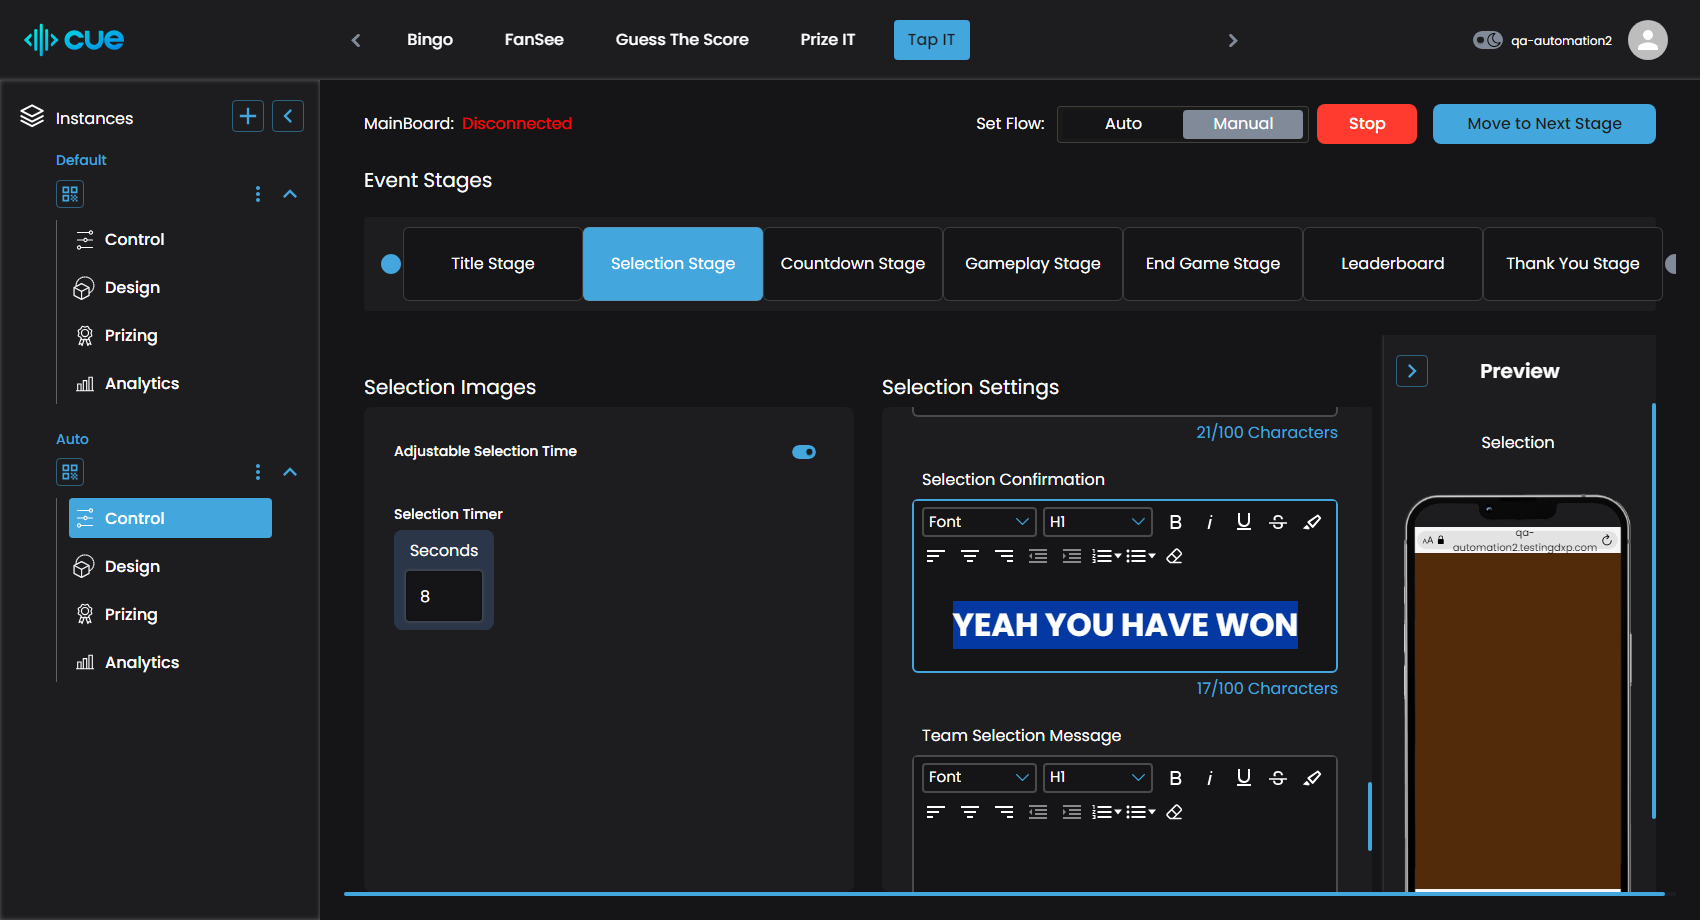 cue
Bingo
FanSee
Guess The Score
Prize IT
Tap IT
qa-automation2
Instances
Default
Control
Design
Prizing
Analytics
Auto
Control
Design
Prizing
Analytics
MainBoard: Disconnected
Set Flow:
Auto
Manual
Stop
Move to Next Stage
Event Stages
Title Stage
Selection Stage
Countdown Stage
Gameplay Stage
End Game Stage
Leaderboard
Thank You Stage
Selection Images
Adjustable Selection Time
Selection Timer
Seconds
8
Selection Settings
21/100 Characters
Selection Confirmation
Font
H1
B
i
U
S
YEAH YOU HAVE WON
17/100 Characters
Team Selection Message
Font
H1
B
i
U
S
Preview
Selection
AA
qa-
automation2.testingdxp.com